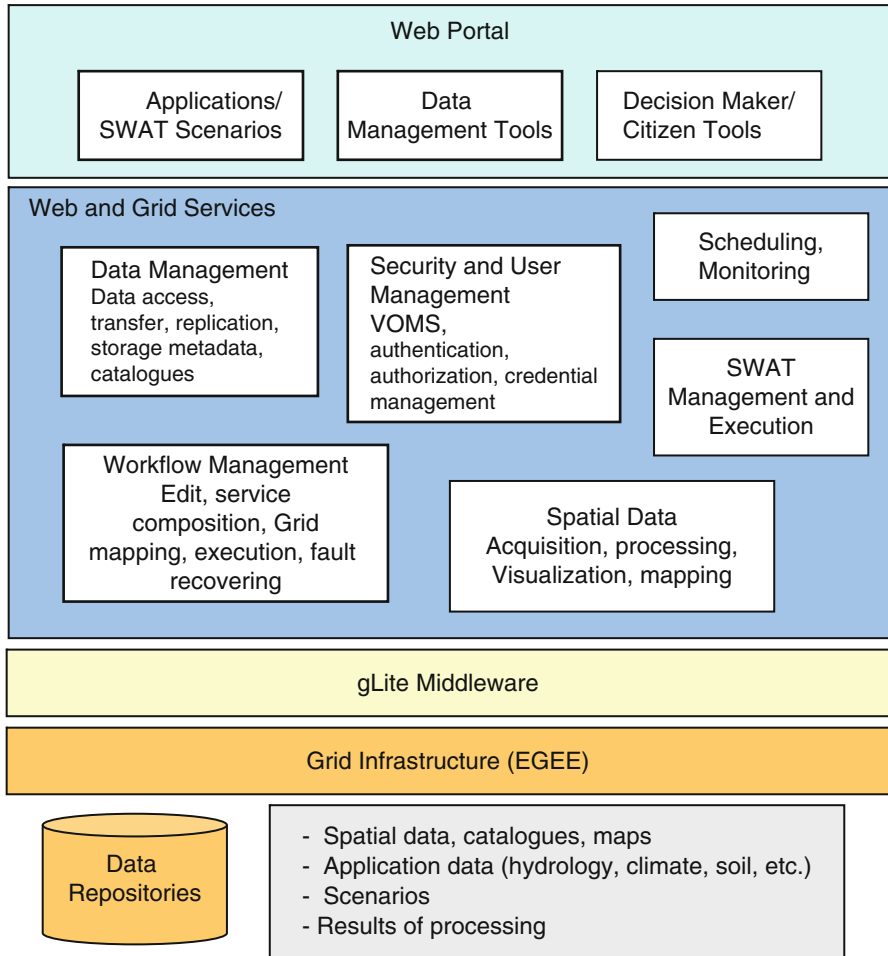 Web Portal
Applications/
SWAT Scenarios
Data
Management Tools
Decision Maker/
Citizen Tools
Web and Grid Services
Data Management
Data access,
transfer, replication,
storage metadata,
catalogues
Security and User
Management
VOMS,
authentication,
authorization, credential
management
Scheduling,
Monitoring
SWAT
Management and
Execution
Workflow Management
Edit, service
composition, Grid
mapping, execution, fault
recovering
Spatial Data
Acquisition, processing,
Visualization, mapping
gLite Middleware
Grid Infrastructure (EGEE)
Data
Repositories
- Spatial data, catalogues, maps
- Application data (hydrology, climate, soil, etc.)
- Scenarios
- Results of processing